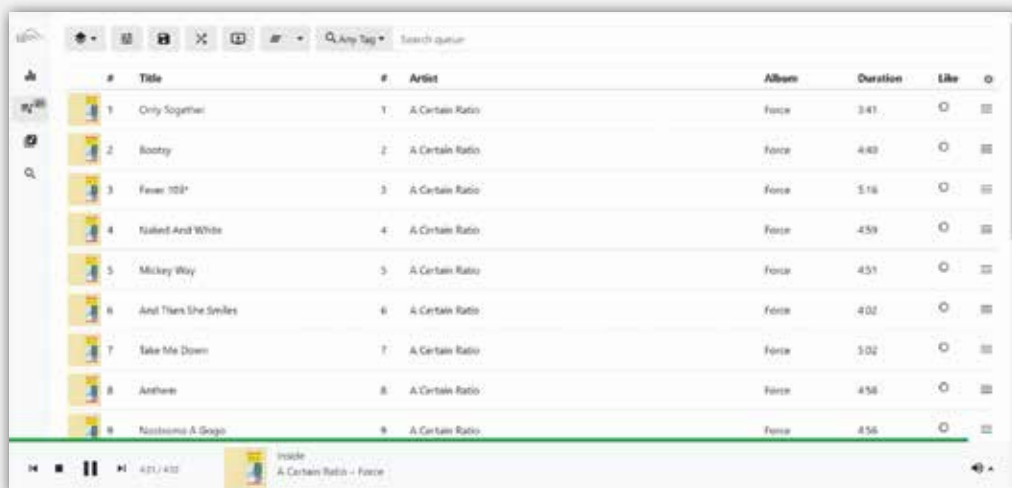 Any Tag Search queue
# Title # Artist Album Duration Like
1 Only Together 1 A Certain Ratio Force 3:41
2 Bootsy 2 A Certain Ratio Force 4:40
3 Fever 103° 3 A Certain Ratio Force 5:16
4 Naked And White 4 A Certain Ratio Force 4:59
5 Mickey Way 5 A Certain Ratio Force 4:51
6 And Then She Smiles 6 A Certain Ratio Force 4:02
7 Take Me Down 7 A Certain Ratio Force 5:02
8 Anthem 8 A Certain Ratio Force 4:56
9 Nostromo A Gogo 9 A Certain Ratio Force 4:56
Inside
A Certain Ratio – Force